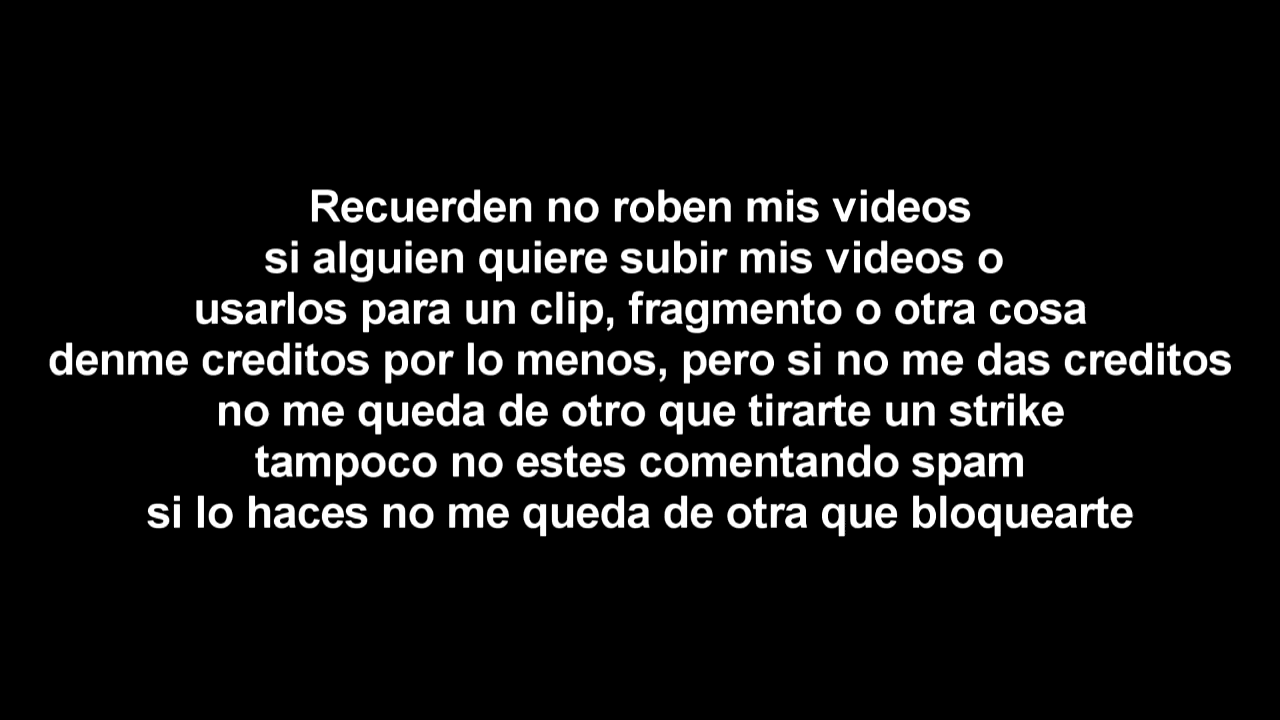 Recuerden no roben mis videos
si alguien quiere subir mis videos o
usarlos para un clip, fragmento o otra cosa
denme creditos por lo menos, pero si no me das creditos
no me queda de otro que tirarte un strike
tampoco no estes comentando spam
si lo haces no me queda de otra que bloquearte